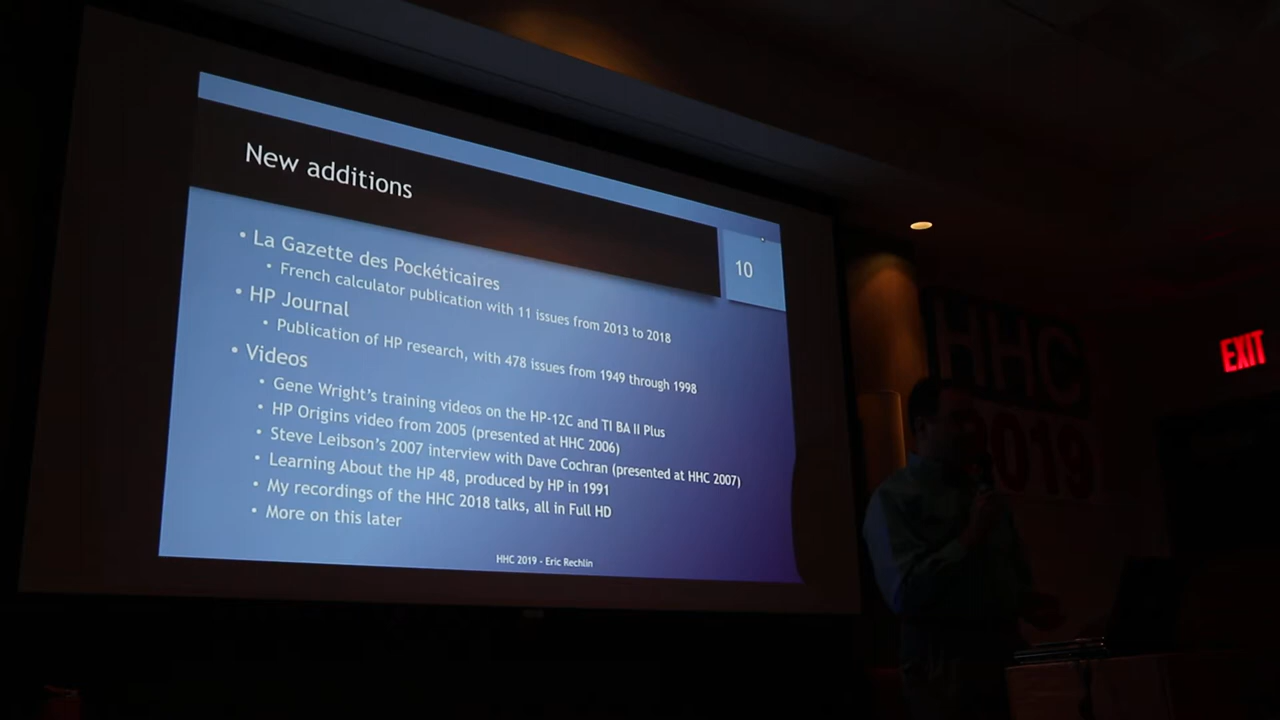 New additions
10
• La Gazette des Pockéticaires
• French calculator publication with 11 issues from 2013 to 2018
• HP Journal
• Publication of HP research, with 478 issues from 1949 through 1998
• Videos
• Gene Wright's training videos on the HP-12C and TI BA II Plus
• HP Origins video from 2005 (presented at HHC 2006)
• Steve Leibson's 2007 interview with Dave Cochran (presented at HHC 2007)
• Learning About the HP 48, produced by HP in 1991
• My recordings of the HHC 2018 talks, all in Full HD
• More on this later
HHC 2019 - Eric Rechlin
HHC
2019
EXIT